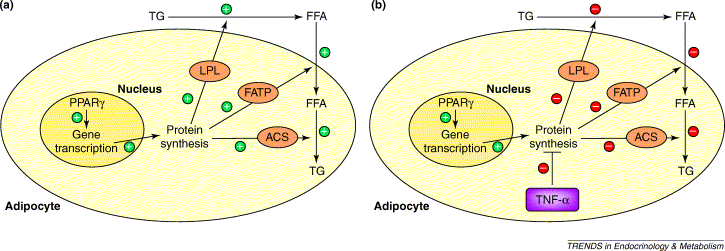 (a)
TG
FFA
+
+
LPL
Nucleus
FATP
+
+
PPARγ
+
FFA
Gene
transcription
+
Protein
synthesis
ACS
+
+
TG
Adipocyte
(b)
TG
FFA
−
−
LPL
Nucleus
FATP
−
−
PPARγ
+
FFA
Gene
transcription
+
Protein
synthesis
ACS
−
−
TG
−
TNF-α
Adipocyte
TRENDS in Endocrinology & Metabolism